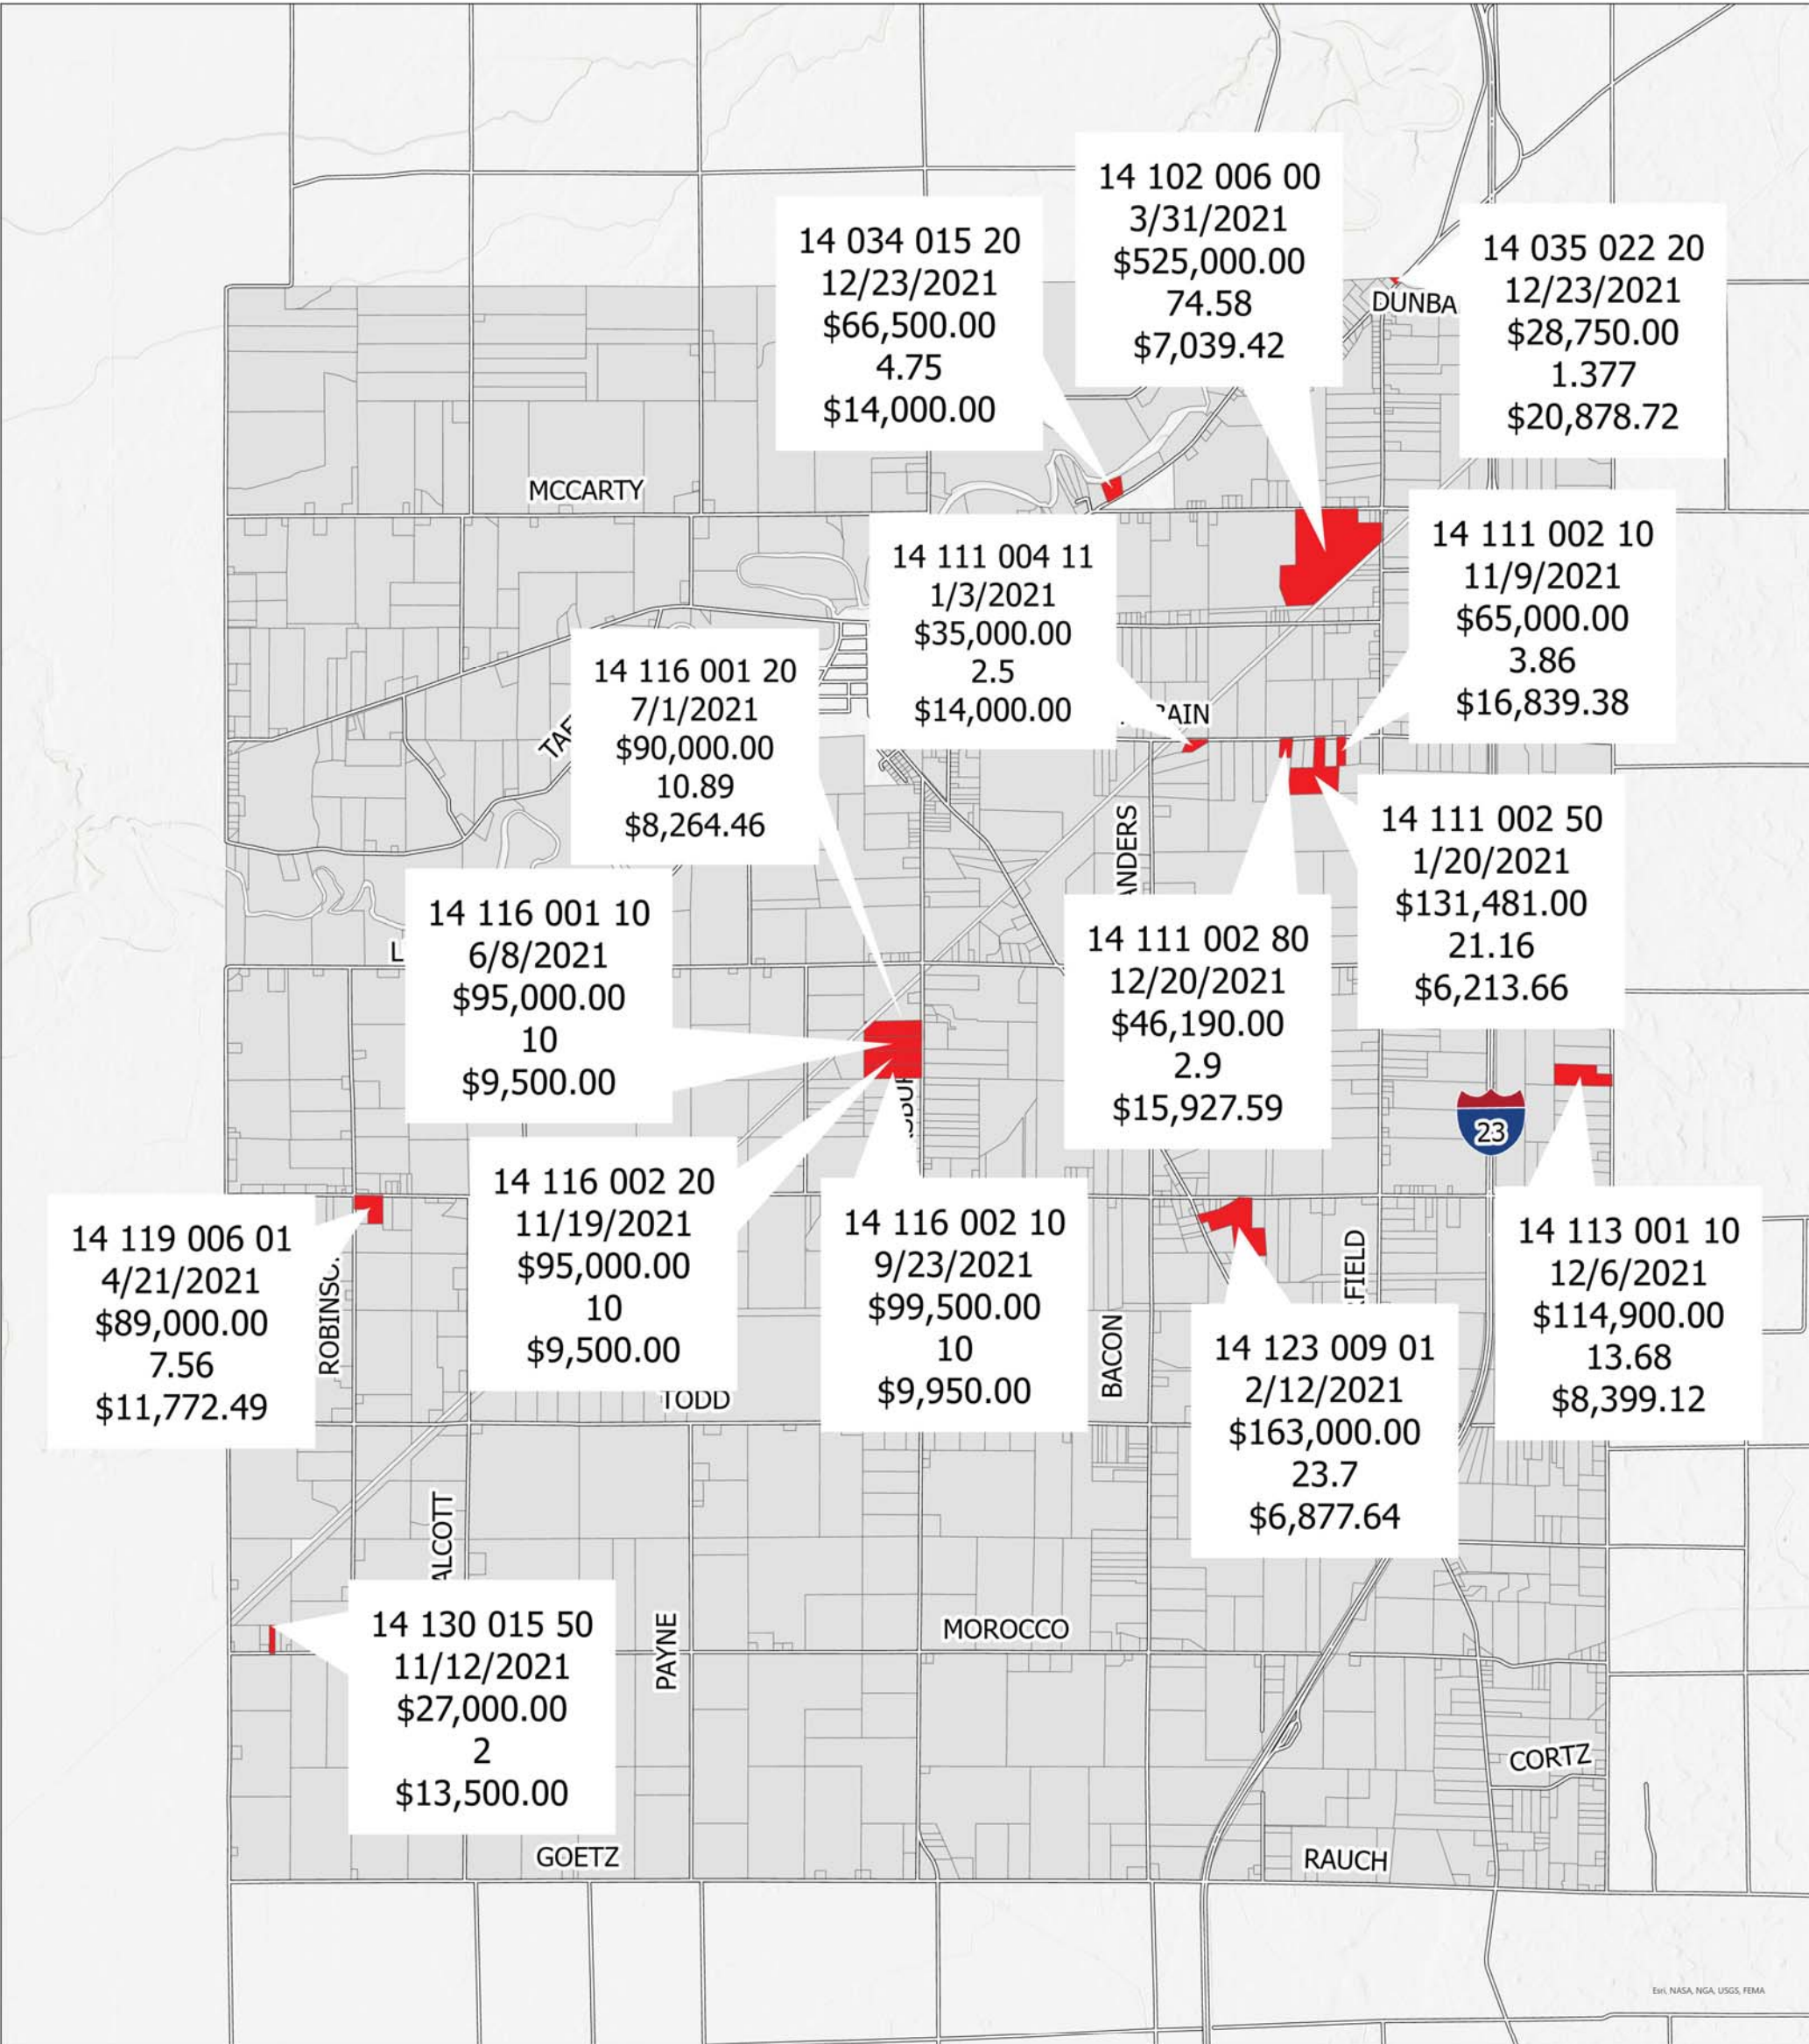 14 102 006 00
3/31/2021
$525,000.00
74.58
$7,039.42
14 034 015 20
12/23/2021
$66,500.00
4.75
$14,000.00
14 035 022 20
12/23/2021
$28,750.00
1.377
$20,878.72
DUNBA
MCCARTY
14 111 004 11
1/3/2021
$35,000.00
2.5
$14,000.00
14 111 002 10
11/9/2021
$65,000.00
3.86
$16,839.38
14 116 001 20
7/1/2021
$90,000.00
10.89
$8,264.46
RAIN
14 111 002 50
1/20/2021
$131,481.00
21.16
$6,213.66
ANDERS
14 116 001 10
6/8/2021
$95,000.00
10
$9,500.00
L
14 111 002 80
12/20/2021
$46,190.00
2.9
$15,927.59
23
14 116 002 20
11/19/2021
$95,000.00
10
$9,500.00
14 116 002 10
9/23/2021
$99,500.00
10
$9,950.00
14 119 006 01
4/21/2021
$89,000.00
7.56
$11,772.49
14 113 001 10
12/6/2021
$114,900.00
13.68
$8,399.12
FIELD
BACON
14 123 009 01
2/12/2021
$163,000.00
23.7
$6,877.64
TODD
ALCOTT
14 130 015 50
11/12/2021
$27,000.00
2
$13,500.00
PAYNE
MOROCCO
CORTZ
GOETZ
RAUCH
Esri, NASA, NGA, USGS, FEMA